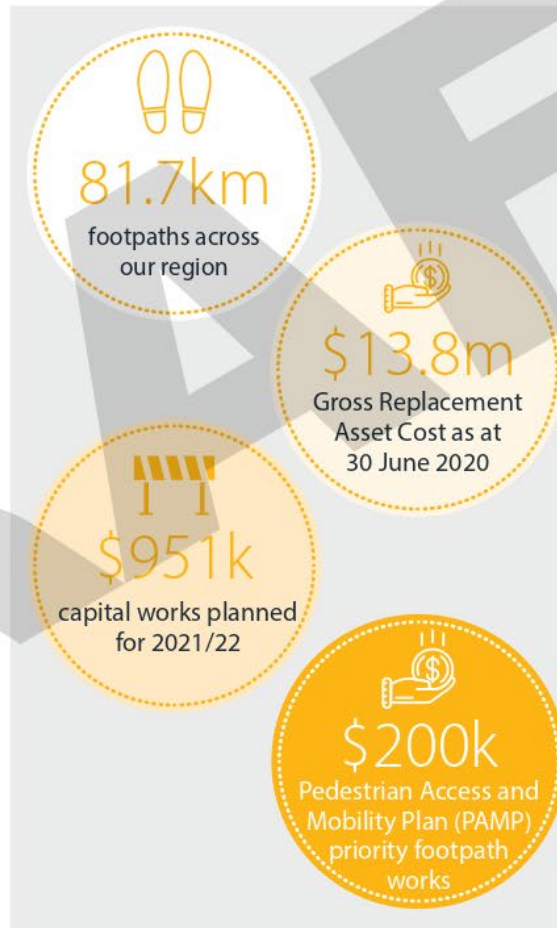 81.7km
footpaths across
our region
$13.8m
Gross Replacement
Asset Cost as at
30 June 2020
$951k
capital works planned
for 2021/22
$200k
Pedestrian Access and
Mobility Plan (PAMP)
priority footpath
works